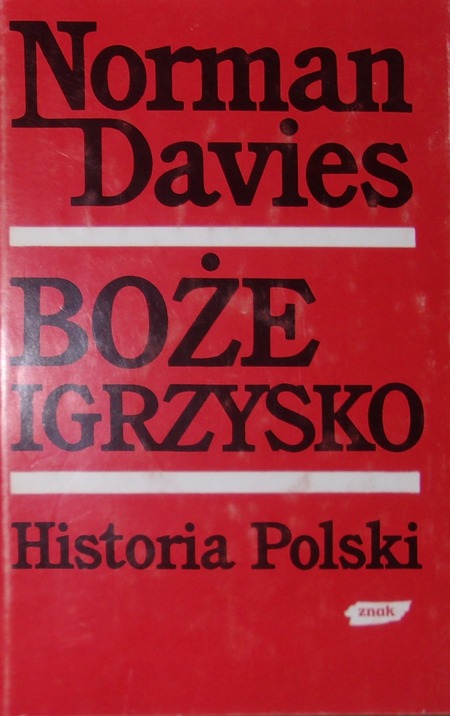 Norman
Davies
BOŻE
IGRZYSKO
Historia Polski
znak